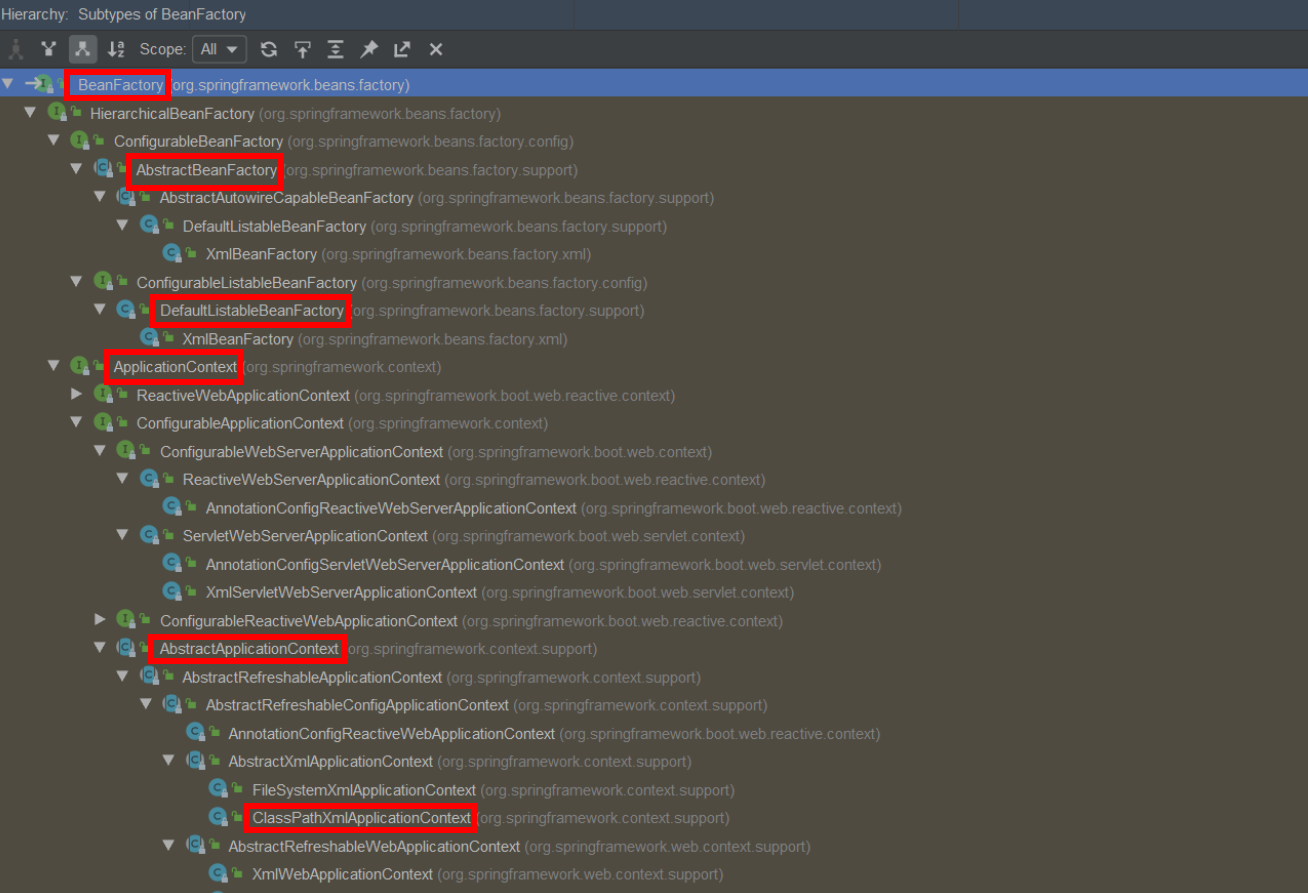 Hierarchy: Subtypes of BeanFactory
Scope: All
BeanFactory (org.springframework.beans.factory)
HierarchicalBeanFactory (org.springframework.beans.factory)
ConfigurableBeanFactory (org.springframework.beans.factory.config)
AbstractBeanFactory (org.springframework.beans.factory.support)
AbstractAutowireCapableBeanFactory (org.springframework.beans.factory.support)
DefaultListableBeanFactory (org.springframework.beans.factory.support)
XmlBeanFactory (org.springframework.beans.factory.xml)
ConfigurableListableBeanFactory (org.springframework.beans.factory.config)
DefaultListableBeanFactory (org.springframework.beans.factory.support)
XmlBeanFactory (org.springframework.beans.factory.xml)
ApplicationContext (org.springframework.context)
ReactiveWebApplicationContext (org.springframework.boot.web.reactive.context)
ConfigurableApplicationContext (org.springframework.context)
ConfigurableWebServerApplicationContext (org.springframework.boot.web.context)
ReactiveWebServerApplicationContext (org.springframework.boot.web.reactive.context)
AnnotationConfigReactiveWebServerApplicationContext (org.springframework.boot.web.reactive.context)
ServletWebServerApplicationContext (org.springframework.boot.web.servlet.context)
AnnotationConfigServletWebServerApplicationContext (org.springframework.boot.web.servlet.context)
XmlServletWebServerApplicationContext (org.springframework.boot.web.servlet.context)
ConfigurableReactiveWebApplicationContext (org.springframework.boot.web.reactive.context)
AbstractApplicationContext (org.springframework.context.support)
AbstractRefreshableApplicationContext (org.springframework.context.support)
AbstractRefreshableConfigApplicationContext (org.springframework.context.support)
AnnotationConfigReactiveWebApplicationContext (org.springframework.boot.web.reactive.context)
AbstractXmlApplicationContext (org.springframework.context.support)
FileSystemXmlApplicationContext (org.springframework.context.support)
ClassPathXmlApplicationContext (org.springframework.context.support)
AbstractRefreshableWebApplicationContext (org.springframework.web.context.support)
XmlWebApplicationContext (org.springframework.web.context.support)